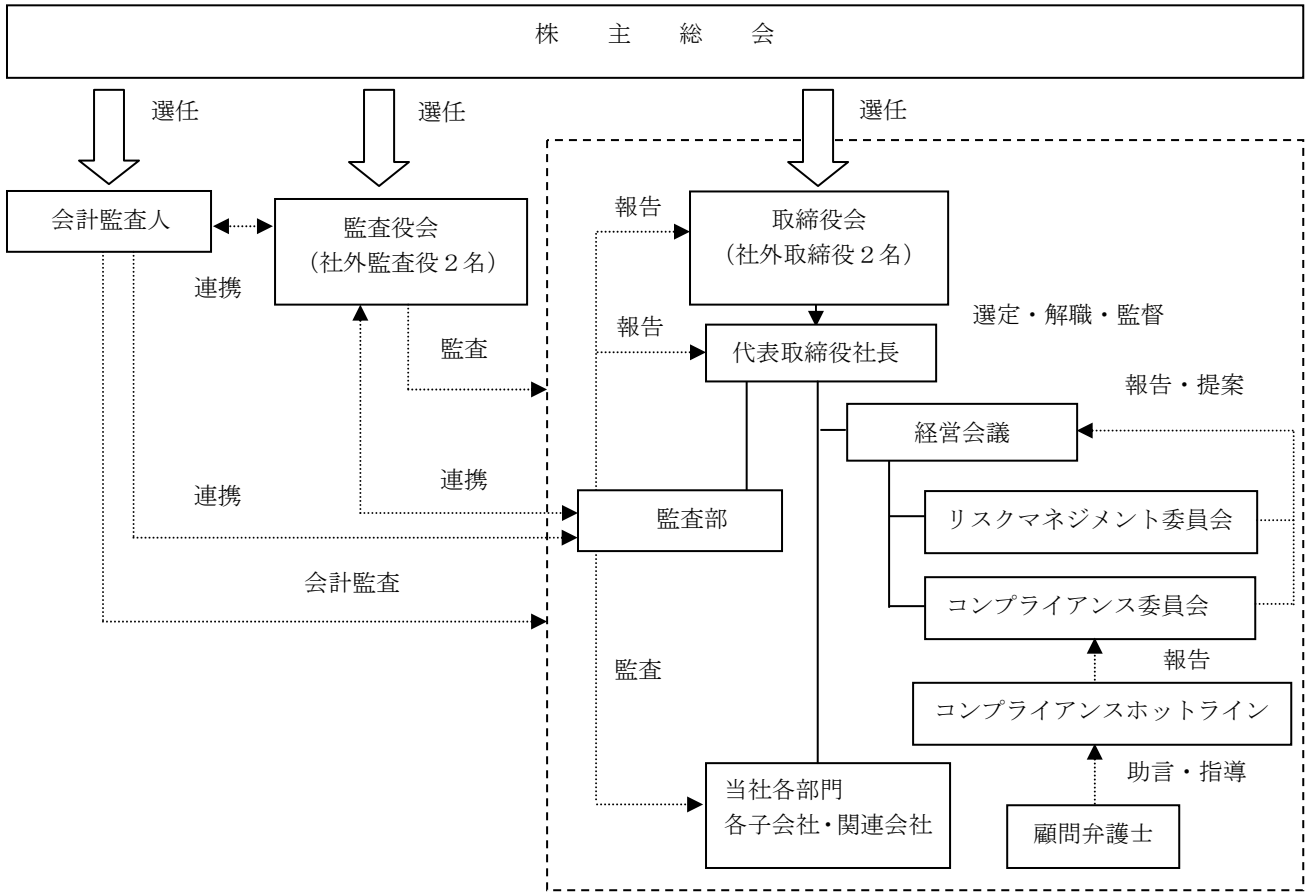 株 主 総 会
選任
選任
選任
会計監査人
監査役会
（社外監査役２名）
取締役会
（社外取締役２名）
報告
連携
選定・解職・監督
報告
代表取締役社長
監査
報告・提案
経営会議
連携
連携
監査部
リスクマネジメント委員会
会計監査
コンプライアンス委員会
監査
報告
コンプライアンスホットライン
助言・指導
当社各部門
各子会社・関連会社
顧問弁護士